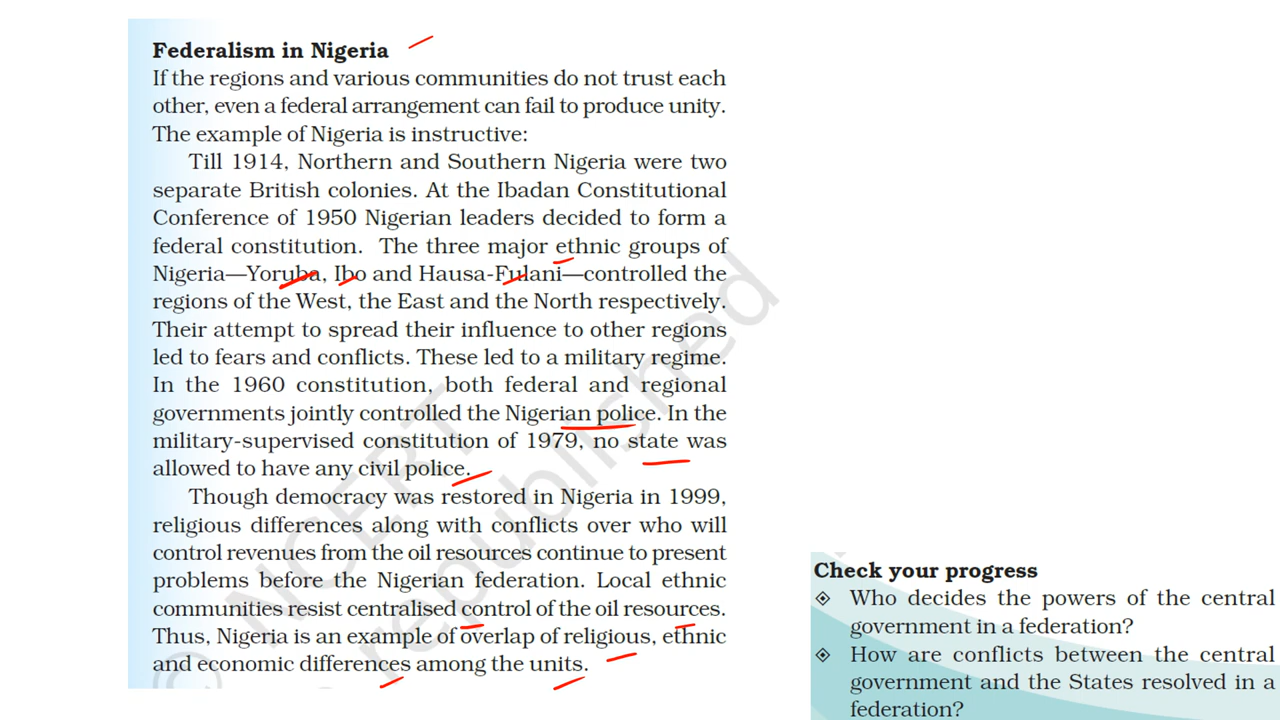 Federalism in Nigeria
If the regions and various communities do not trust each
other, even a federal arrangement can fail to produce unity.
The example of Nigeria is instructive:
Till 1914, Northern and Southern Nigeria were two
separate British colonies. At the Ibadan Constitutional
Conference of 1950 Nigerian leaders decided to form a
federal constitution. The three major ethnic groups of
Nigeria—Yoruba, Ibo and Hausa-Fulani—controlled the
regions of the West, the East and the North respectively.
Their attempt to spread their influence to other regions
led to fears and conflicts. These led to a military regime.
In the 1960 constitution, both federal and regional
governments jointly controlled the Nigerian police. In the
military-supervised constitution of 1979, no state was
allowed to have any civil police.
Though democracy was restored in Nigeria in 1999,
religious differences along with conflicts over who will
control revenues from the oil resources continue to present
problems before the Nigerian federation. Local ethnic
communities resist centralised control of the oil resources.
Thus, Nigeria is an example of overlap of religious, ethnic
and economic differences among the units.
© NCERT
republished
Check your progress
Who decides the powers of the central
government in a federation?
How are conflicts between the central
government and the States resolved in a
federation?